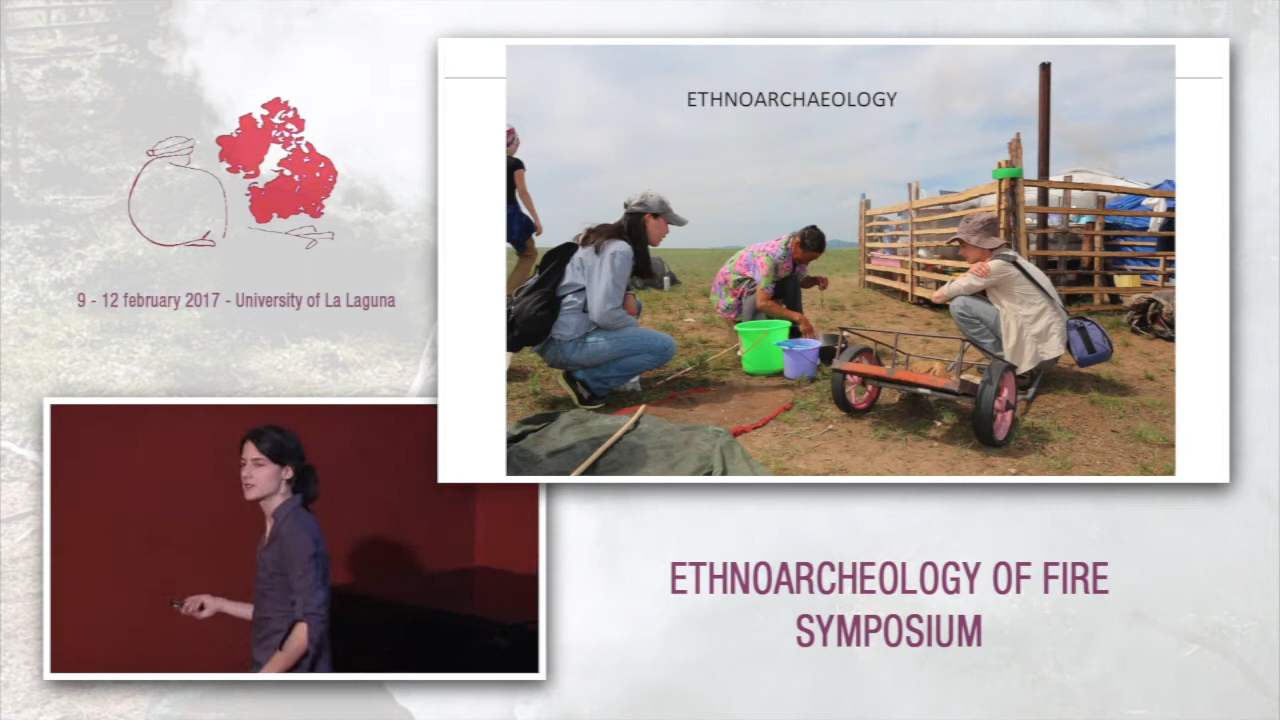 ETHNOARCHAEOLOGY
9 - 12 february 2017 - University of La Laguna
ETHNOARCHEOLOGY OF FIRE
SYMPOSIUM